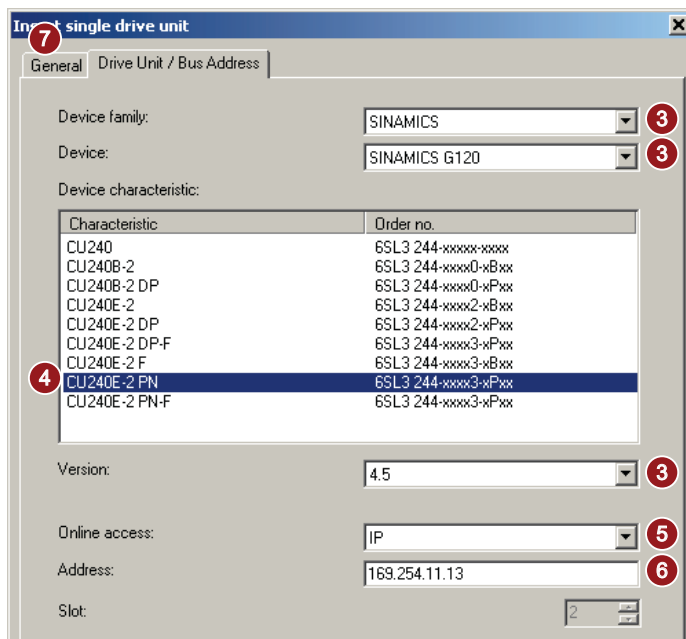 Insert single drive unit
7
General Drive Unit / Bus Address
Device family: SINAMICS 3
Device: SINAMICS G120 3
Device characteristic:
Characteristic Order no.
CU240 6SL3 244-xxxxx-xxxx
CU240B-2 6SL3 244-xxxx0-xBxx
CU240B-2 DP 6SL3 244-xxxx0-xPxx
CU240E-2 6SL3 244-xxxx2-xBxx
CU240E-2 DP 6SL3 244-xxxx2-xPxx
CU240E-2 DP-F 6SL3 244-xxxx3-xPxx
CU240E-2 F 6SL3 244-xxxx3-xBxx
4 CU240E-2 PN 6SL3 244-xxxx3-xPxx
CU240E-2 PN-F 6SL3 244-xxxx3-xPxx
Version: 4.5 3
Online access: IP 5
Address: 169.254.11.13 6
Slot: 2